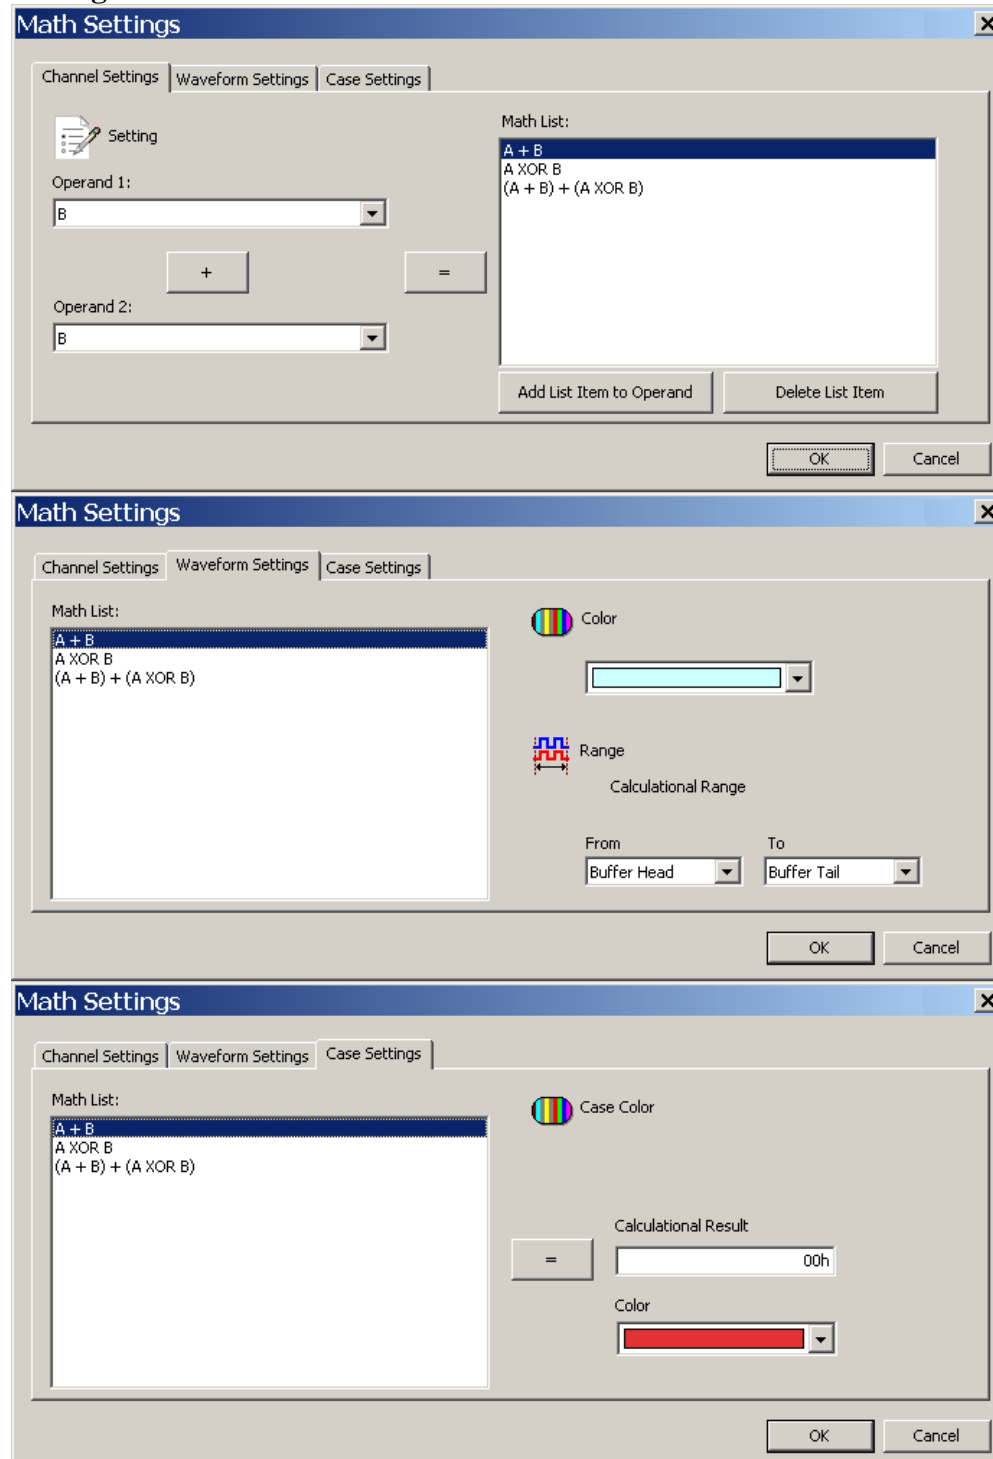 Math Settings
Channel Settings Waveform Settings Case Settings
Setting
Operand 1:
B
+
=
Operand 2:
B
Math List:
A + B
A XOR B
(A + B) + (A XOR B)
Add List Item to Operand Delete List Item
OK Cancel
Math Settings
Channel Settings Waveform Settings Case Settings
Math List:
A + B
A XOR B
(A + B) + (A XOR B)
Color
Range
Calculational Range
From To
Buffer Head Buffer Tail
OK Cancel
Math Settings
Channel Settings Waveform Settings Case Settings
Math List:
A + B
A XOR B
(A + B) + (A XOR B)
Case Color
=
Calculational Result
00h
Color
OK Cancel